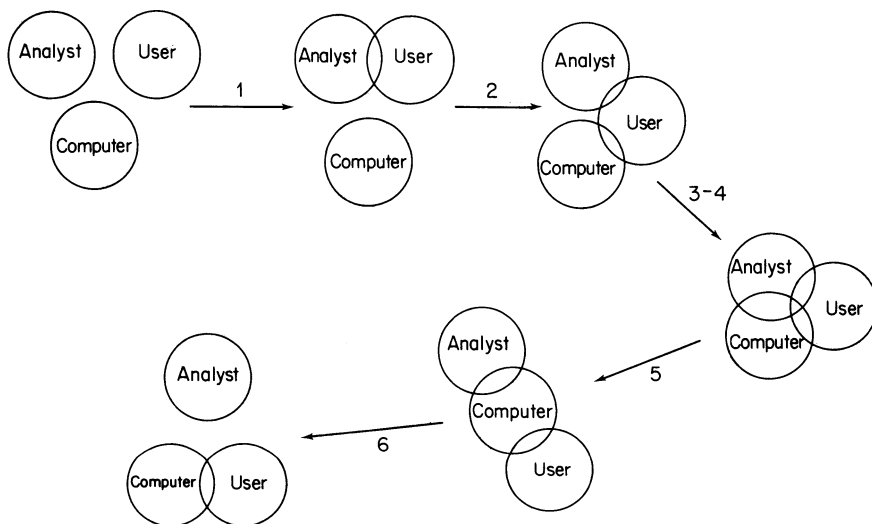 Analyst
User
Computer
1
Analyst
User
Computer
2
Analyst
User
Computer
3-4
Analyst
User
Computer
5
Analyst
Computer
User
6
Analyst
Computer
User